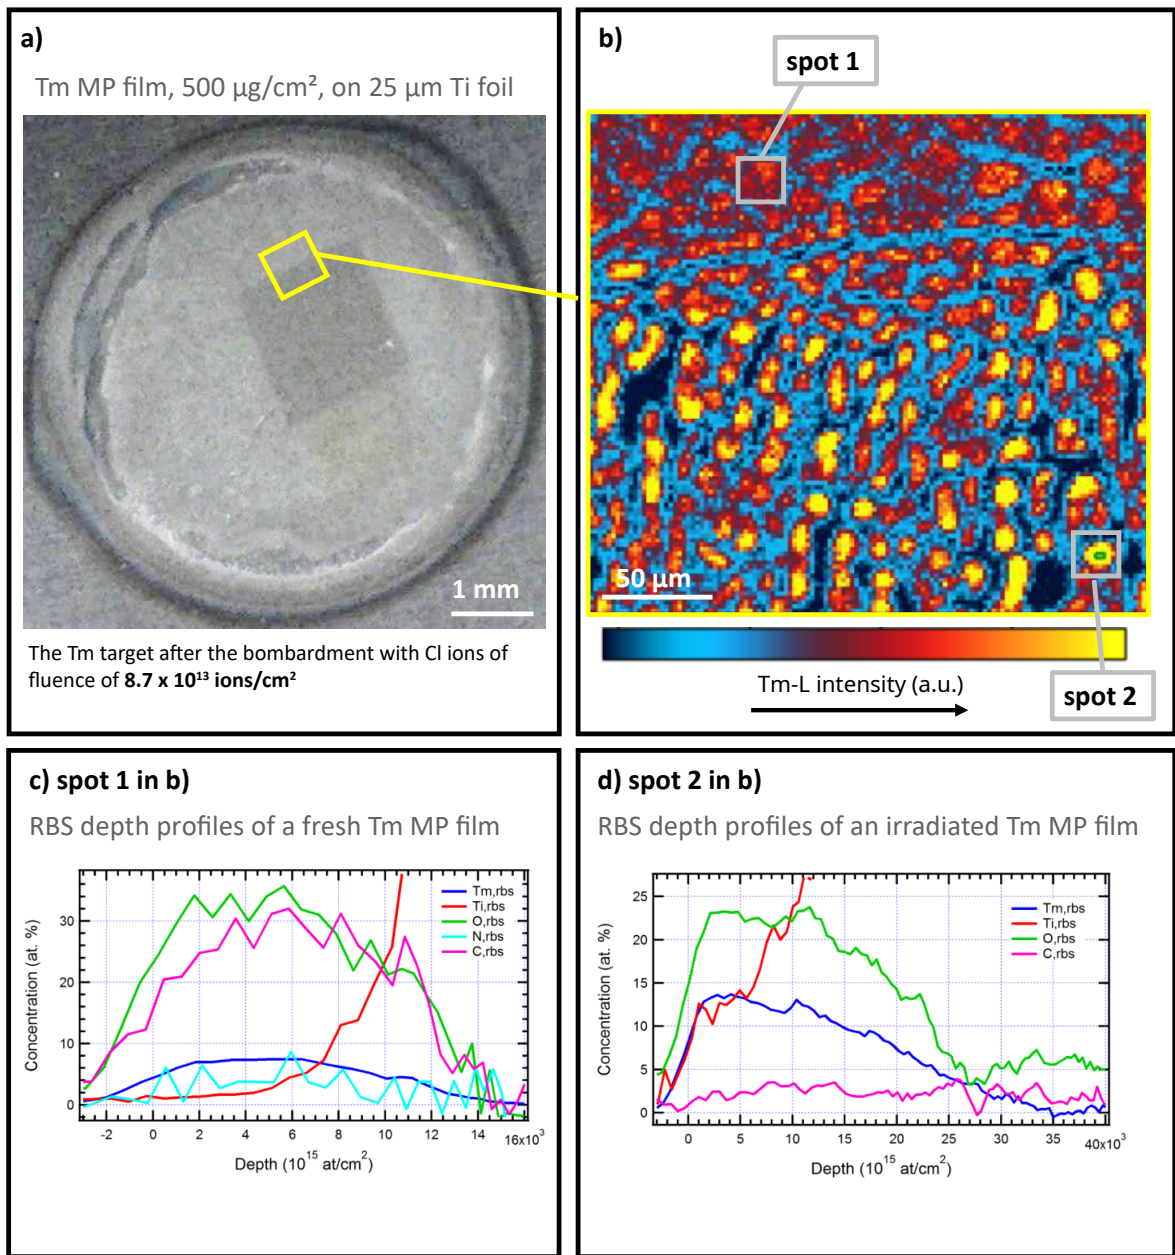 a)
Tm MP film, 500 µg/cm², on 25 µm Ti foil
1 mm
The Tm target after the bombardment with Cl ions of
fluence of 8.7 x 10¹³ ions/cm²
b)
spot 1
50 µm
Tm-L intensity (a.u.)
spot 2
c) spot 1 in b)
RBS depth profiles of a fresh Tm MP film
Concentration (at. %)
30
20
10
0
Tm,rbs
Ti,rbs
O,rbs
N,rbs
C,rbs
-2 0 2 4 6 8 10 12 14 16x10³
Depth (10¹⁵ at/cm²)
d) spot 2 in b)
RBS depth profiles of an irradiated Tm MP film
Concentration (at. %)
25
20
15
10
5
0
Tm,rbs
Ti,rbs
O,rbs
C,rbs
0 5 10 15 20 25 30 35 40x10³
Depth (10¹⁵ at/cm²)